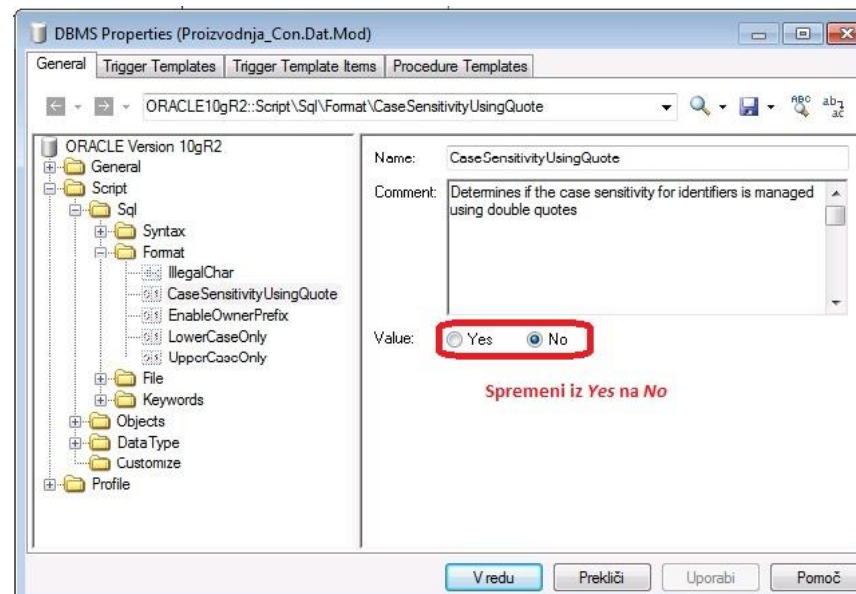 DBMS Properties (Proizvodnja_Con.Dat.Mod)
General Trigger Templates Trigger Template Items Procedure Templates
ORACLE10gR2::Script\Sql\Format\CaseSensitivityUsingQuote
ORACLE Version 10gR2
General
Script
Sql
Syntax
Format
IllegalChar
CaseSensitivityUsingQuote
EnableOwnerPrefix
LowerCaseOnly
UpperCaseOnly
File
Keywords
Objects
DataType
Customize
Profile
Name: CaseSensitivityUsingQuote
Comment: Determines if the case sensitivity for identifiers is managed
using double quotes
Value: Yes No
Spremeni iz Yes na No
V redu Prekliči Uporabi Pomoč